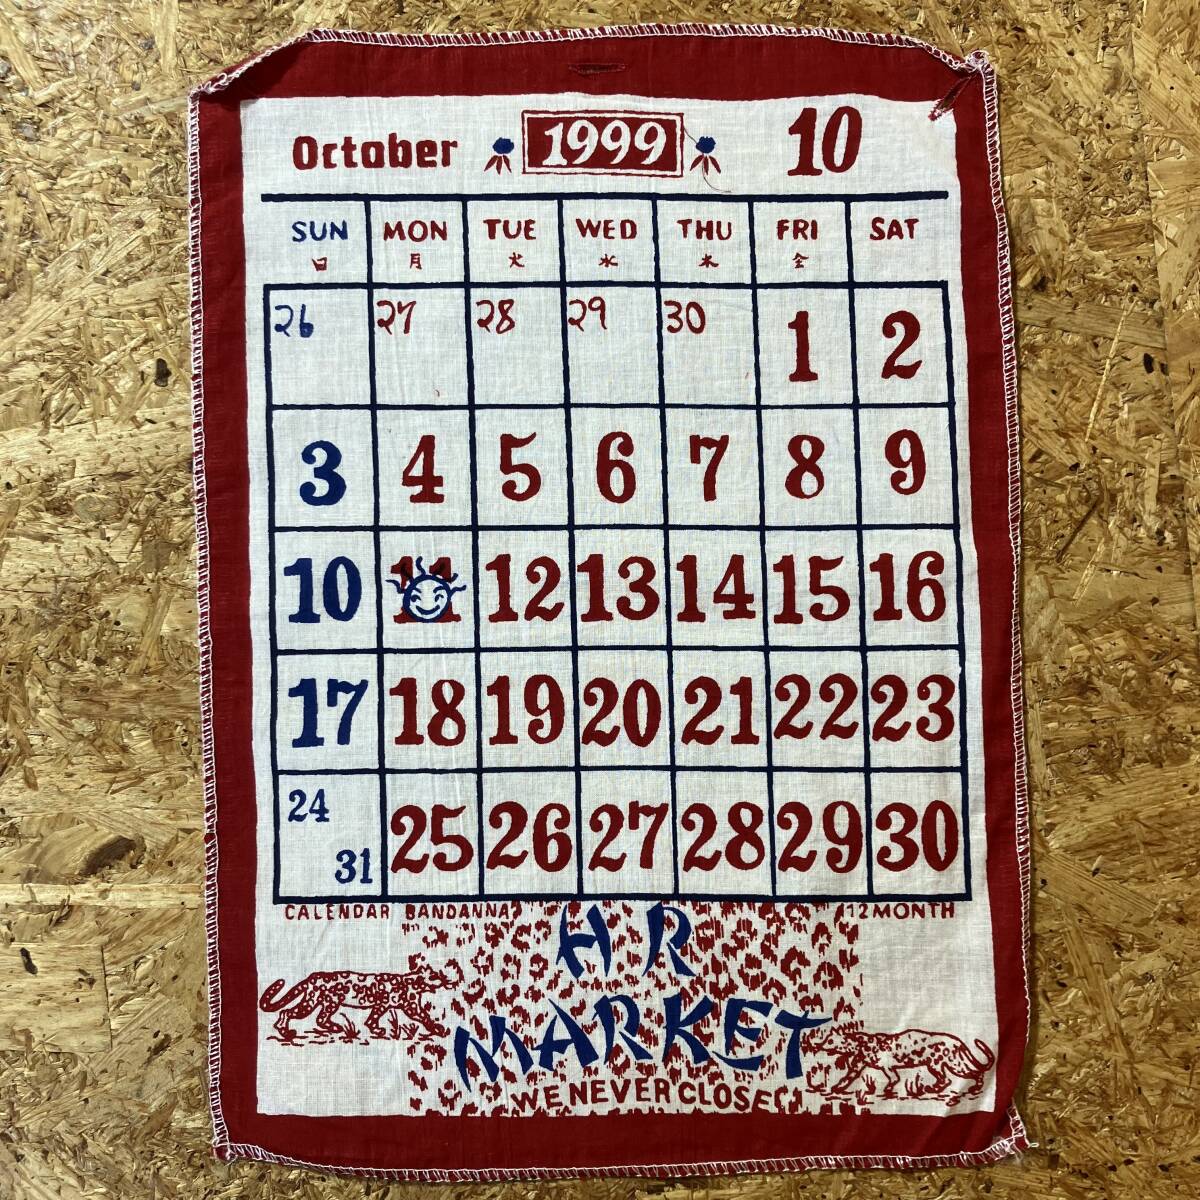 October 1999 10
SUN MON TUE WED THU FRI SAT
日 月 火 水 木 金
26 27 28 29 30 1 2
3 4 5 6 7 8 9
10 11 12 13 14 15 16
17 18 19 20 21 22 23
24 31 25 26 27 28 29 30
CALENDAR BANDANNA 12 MONTH
HR
MARKET
WE NEVER CLOSE